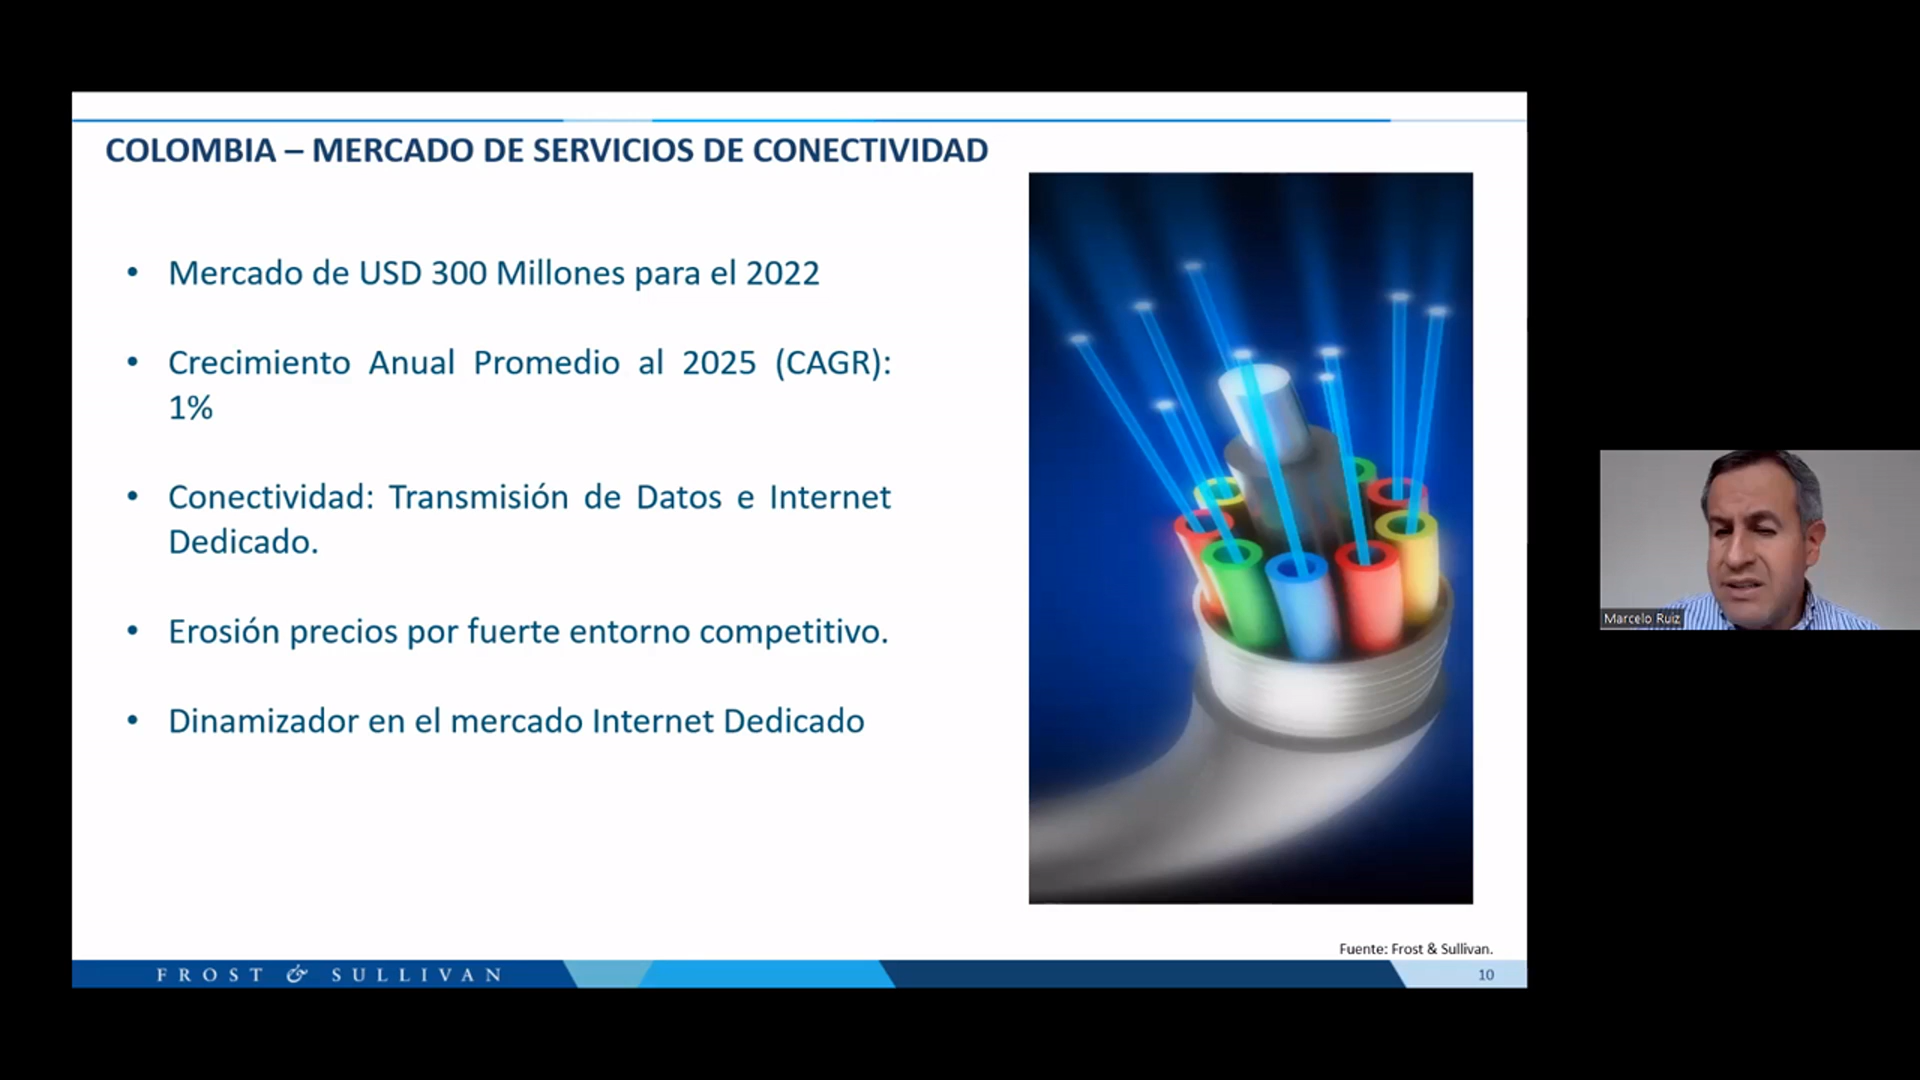 COLOMBIA – MERCADO DE SERVICIOS DE CONECTIVIDAD
• Mercado de USD 300 Millones para el 2022
• Crecimiento Anual Promedio al 2025 (CAGR):
1%
• Conectividad: Transmisión de Datos e Internet
Dedicado.
• Erosión precios por fuerte entorno competitivo.
• Dinamizador en el mercado Internet Dedicado
Fuente: Frost & Sullivan.
FROST & SULLIVAN
10
Marcelo Ruiz